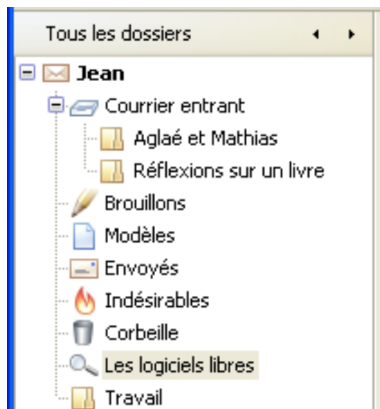 Tous les dossiers
Jean
Courrier entrant
Aglaé et Mathias
Réflexions sur un livre
Brouillons
Modèles
Envoyés
Indésirables
Corbeille
Les logiciels libres
Travail